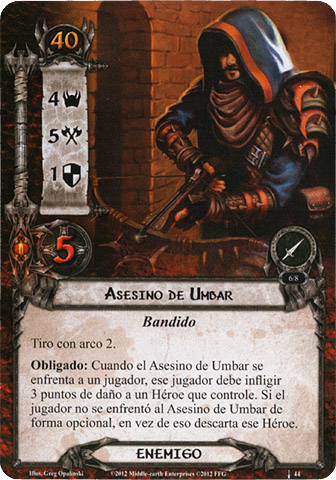 40
4
5
1
5
6/8
Asesino de Umbar
Bandido
Tiro con arco 2.
Obligado: Cuando el Asesino de Umbar se
enfrenta a un jugador, ese jugador debe infligir
3 puntos de daño a un Héroe que controle. Si el
jugador no se enfrentó al Asesino de Umbar de
forma opcional, en vez de eso descarta ese Héroe.
ENEMIGO
Illus. Greg Opalinski ©2012 Middle-earth Enterprises ©2012 FFG 44